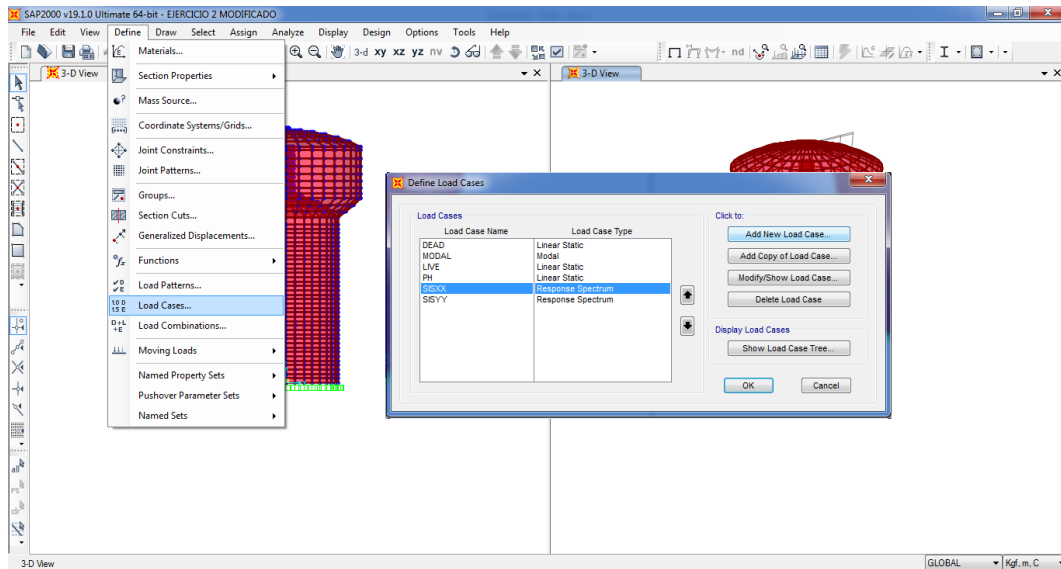 SAP2000 v19.1.0 Ultimate 64-bit - EJERCICIO 2 MODIFICADO
File Edit View Define Draw Select Assign Analyze Display Design Options Tools Help
3-d xy xz yz nv
nd
3-D View
3-D View
Materials...
Section Properties
Mass Source...
Coordinate Systems/Grids...
Joint Constraints...
Joint Patterns...
Groups...
Section Cuts...
Generalized Displacements...
Functions
Load Patterns...
Load Cases...
Load Combinations...
Moving Loads
Named Property Sets
Pushover Parameter Sets
Named Sets
Define Load Cases
Load Cases
Load Case Name Load Case Type
DEAD Linear Static
MODAL Modal
LIVE Linear Static
PH Linear Static
SISXX Response Spectrum
SISYY Response Spectrum
Click to:
Add New Load Case...
Add Copy of Load Case...
Modify/Show Load Case...
Delete Load Case
Display Load Cases
Show Load Case Tree...
OK Cancel
all
PS
clr
3-D View
GLOBAL Kgf, m, C